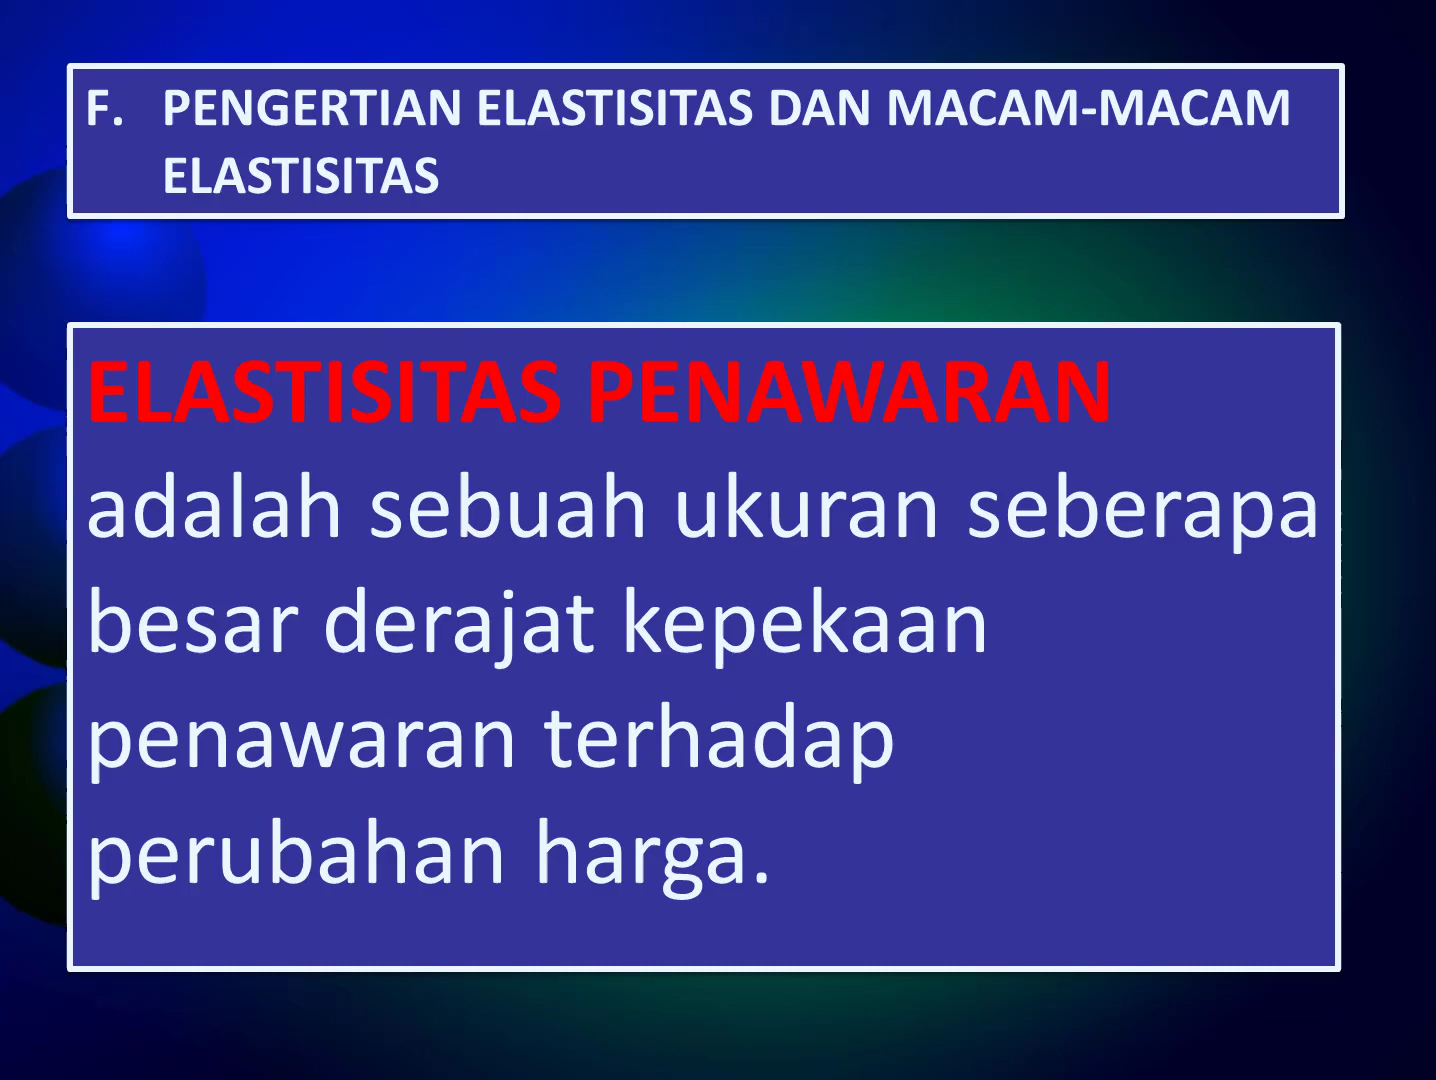 F. PENGERTIAN ELASTISITAS DAN MACAM-MACAM
ELASTISITAS
ELASTISITAS PENAWARAN
adalah sebuah ukuran seberapa
besar derajat kepekaan
penawaran terhadap
perubahan harga.